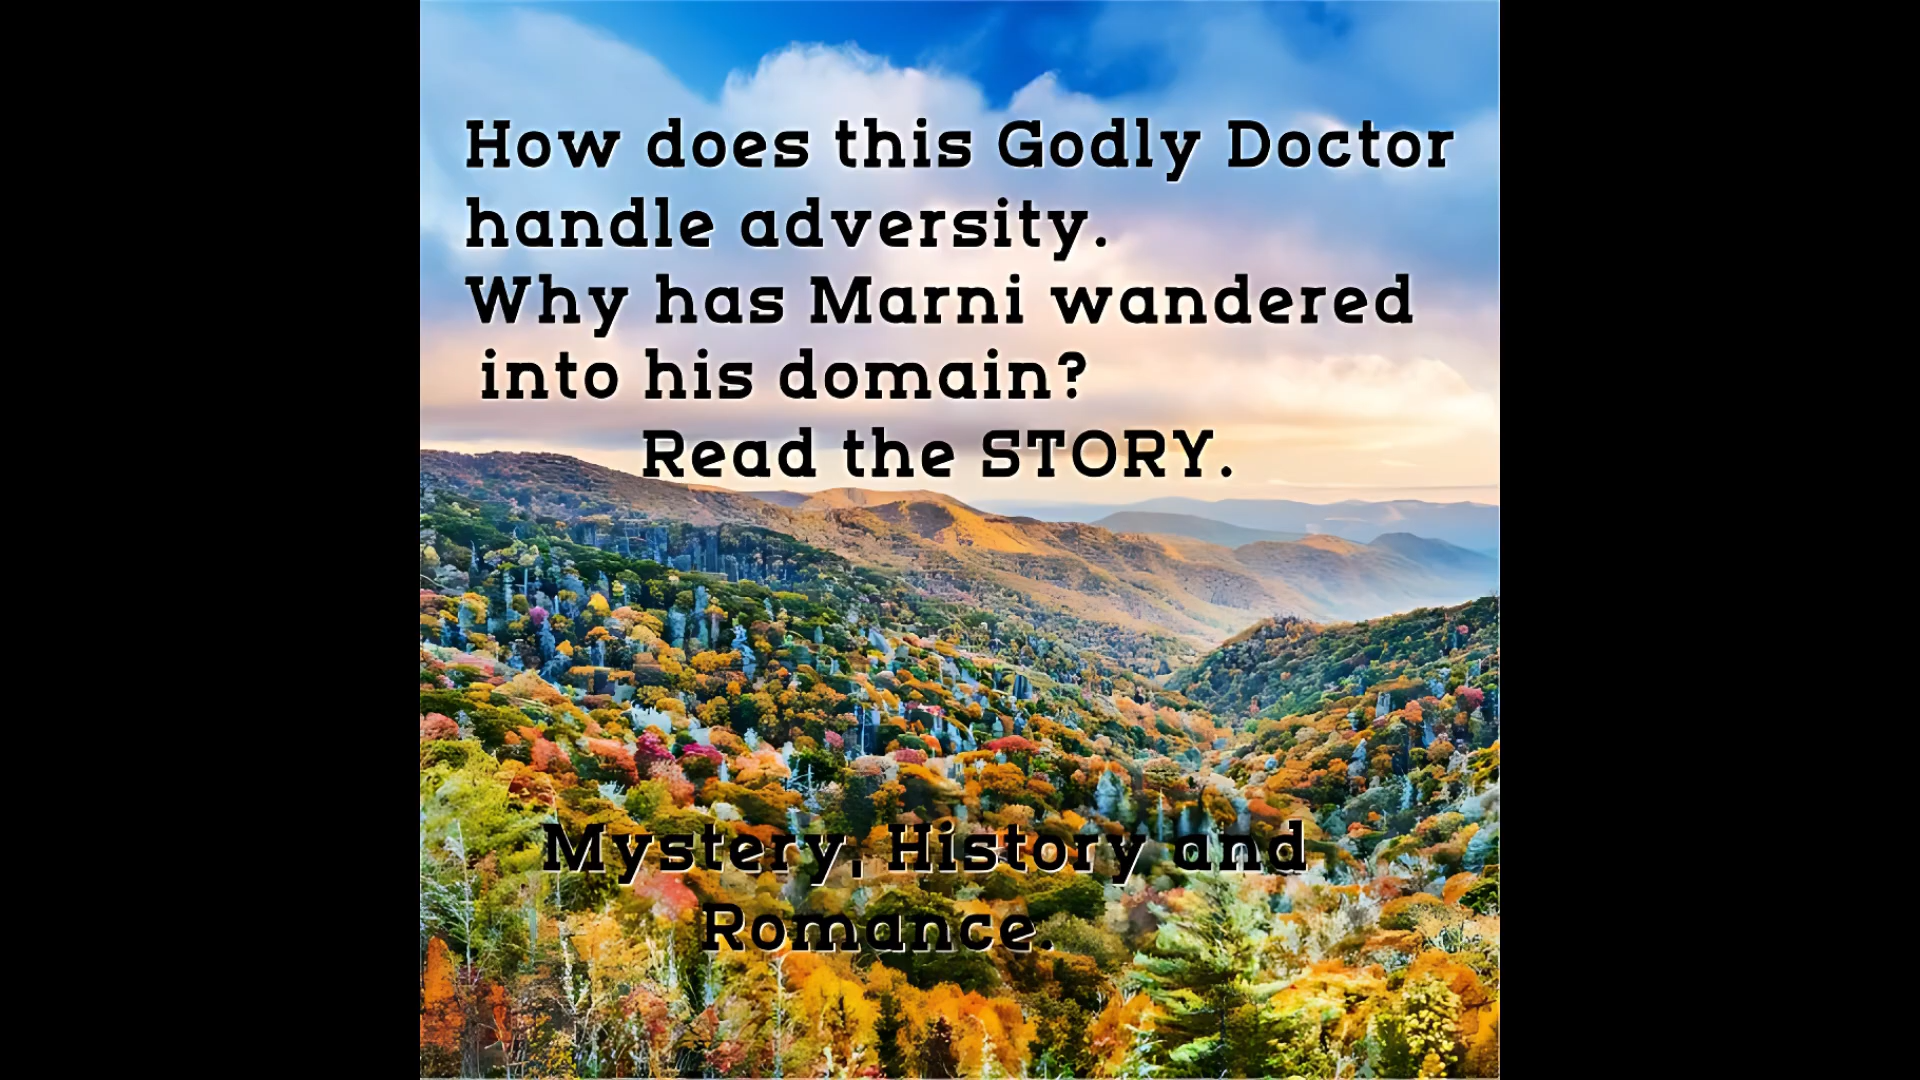 How does this Godly Doctor
handle adversity.
Why has Marni wandered
into his domain?
Read the STORY.
Mystery, History and
Romance.